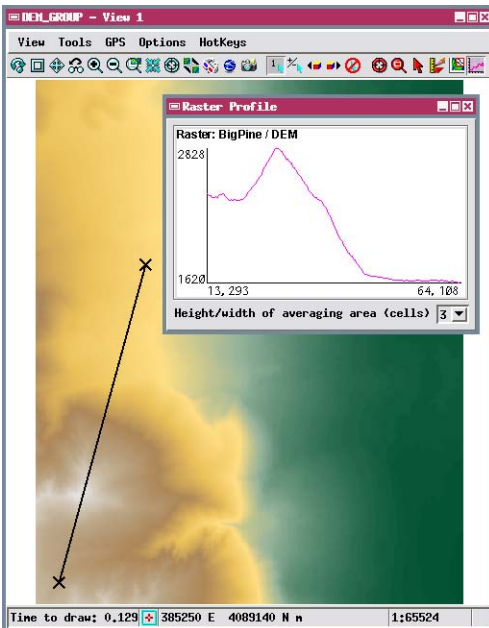 DEM_GROUP - View 1
View Tools GPS Options HotKeys
Raster Profile
Raster: BigPine / DEM
2828
1620
13,293 64,108
Height/width of averaging area (cells) 3
Time to draw: 0.129 385250 E 4089140 N m 1:65524